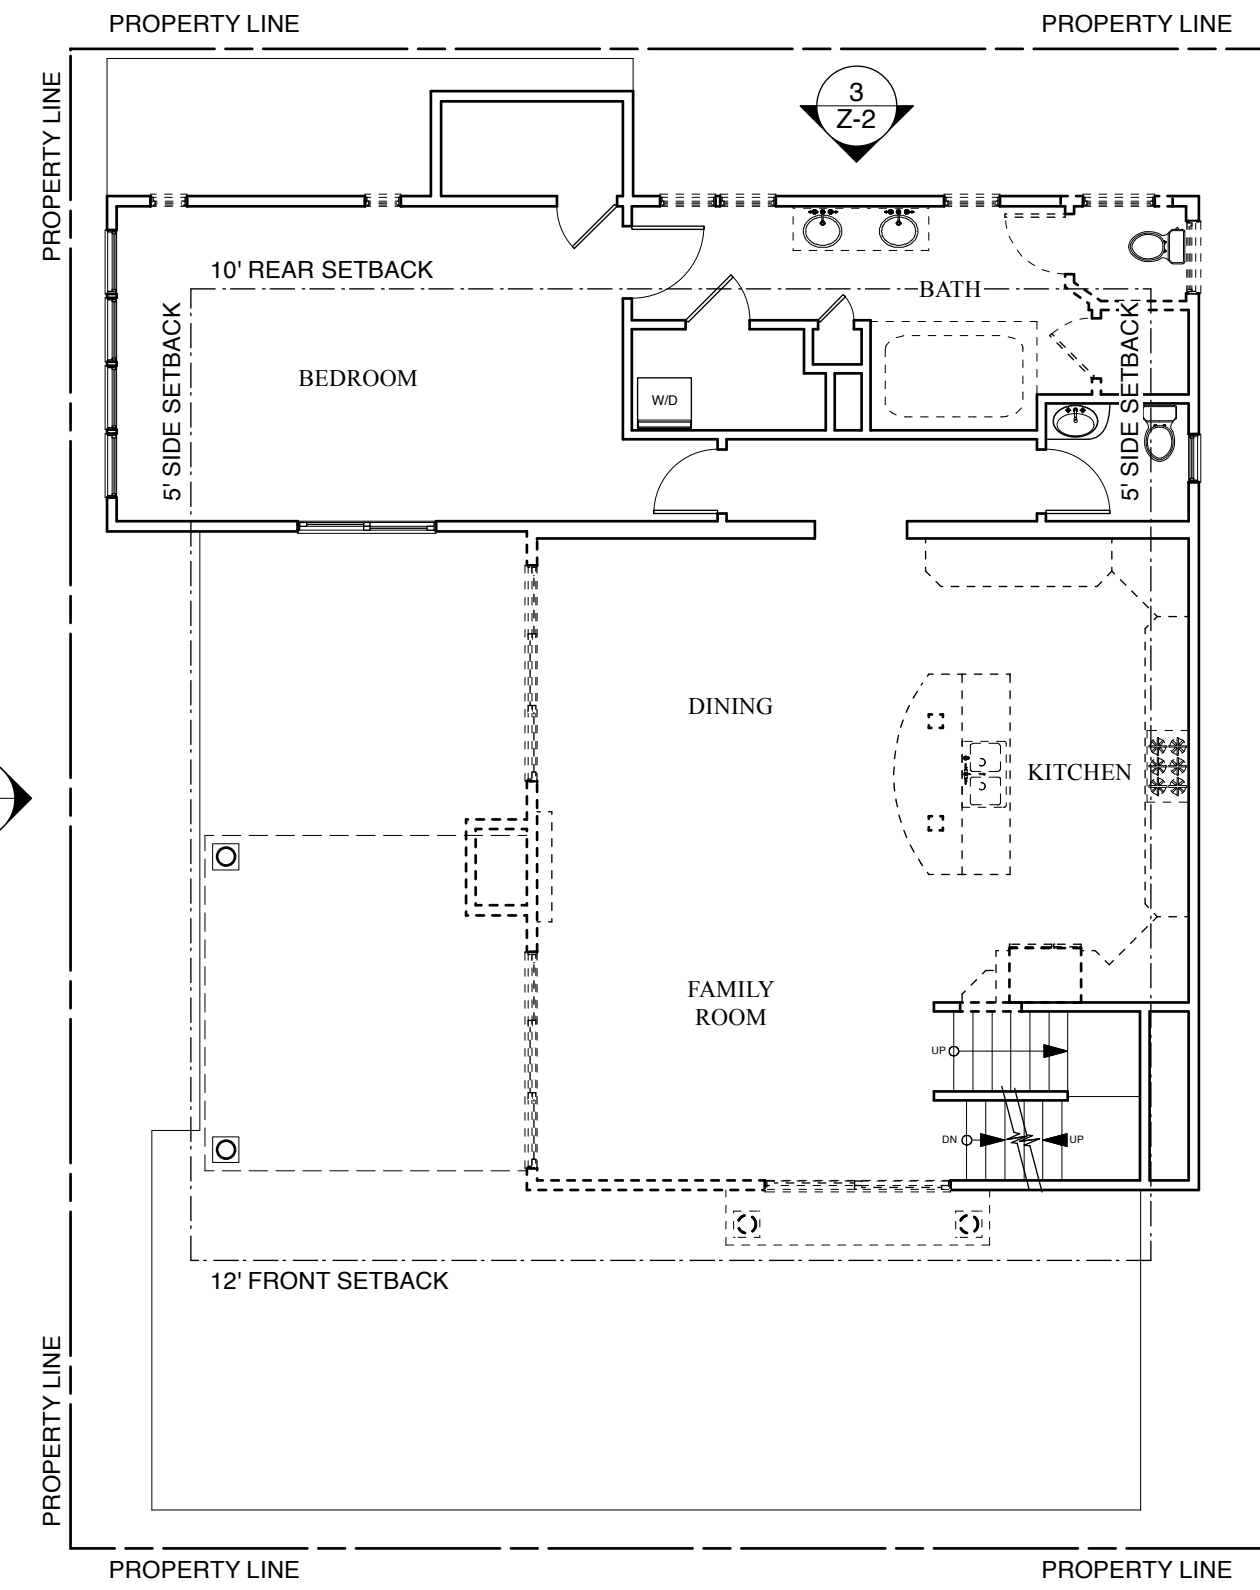 PROPERTY LINE
PROPERTY LINE
PROPERTY LINE
3
Z-2
10' REAR SETBACK
BATH
5' SIDE SETBACK
5' SIDE SETBACK
BEDROOM
W/D
DINING
KITCHEN
FAMILY
ROOM
UP
DN
UP
12' FRONT SETBACK
PROPERTY LINE
PROPERTY LINE
PROPERTY LINE